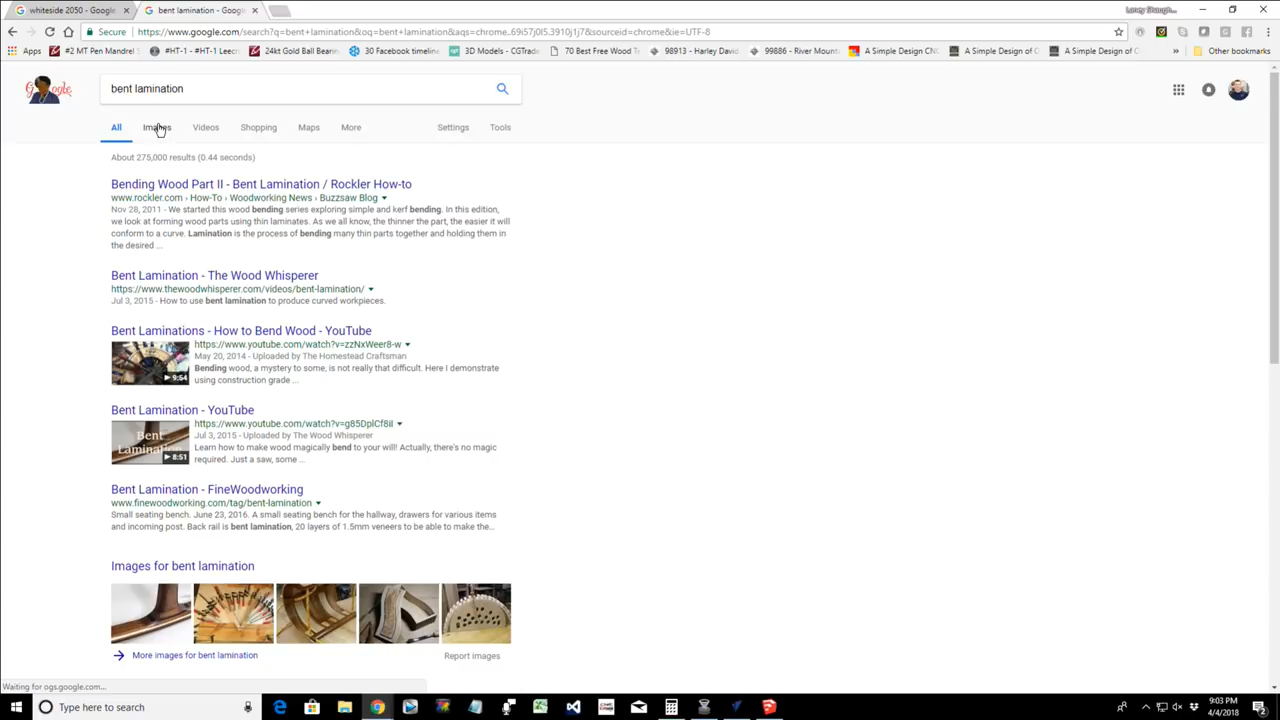 whiteside 2050 - Google
bent lamination - Google
Laney Shaugh
Secure
https://www.google.com/search?q=bent+lamination&oq=bent+lamination&aqs=chrome..69i57j0l5.3910j1j7&sourceid=chrome&ie=UTF-8
Apps
#2 MT Pen Mandrel S
#HT-1 - #HT-1 - Leecr
24kt Gold Ball Bearing
30 Facebook timeline
3D Models - CGTrade
70 Best Free Wood T
98913 - Harley David
99886 - River Mount
A Simple Design CNC
A Simple Design of O
A Simple Design of O
»
Other bookmarks
Google
bent lamination
All
Images
Videos
Shopping
Maps
More
Settings
Tools
About 275,000 results (0.44 seconds)
Bending Wood Part II - Bent Lamination / Rockler How-to
www.rockler.com › How-To › Woodworking News › Buzzsaw Blog
Nov 28, 2011 - We started this wood bending series exploring simple and kerf bending. In this edition,
we look at forming wood parts using thin laminates. As we all know, the thinner the part, the easier it will
conform to a curve. Lamination is the process of bending many thin parts together and holding them in
the desired ...
Bent Lamination - The Wood Whisperer
https://www.thewoodwhisperer.com/videos/bent-lamination/
Jul 3, 2015 - How to use bent lamination to produce curved workpieces.
Bent Laminations - How to Bend Wood - YouTube
https://www.youtube.com/watch?v=zzNxWeer8-w
May 20, 2014 - Uploaded by The Homestead Craftsman
Bending wood, a mystery to some, is not really that difficult. Here I demonstrate
using construction grade ...
9:54
Bent Lamination - YouTube
https://www.youtube.com/watch?v=g85DplCf8iI
Jul 3, 2015 - Uploaded by The Wood Whisperer
Learn how to make wood magically bend to your will! Actually, there's no magic
required. Just a saw, some ...
Bent
Lamination
8:51
Bent Lamination - FineWoodworking
www.finewoodworking.com/tag/bent-lamination
Small seating bench. June 23, 2016. A small seating bench for the hallway, drawers for various items
and incoming post. Back rail is bent lamination, 20 layers of 1.5mm veneers to be able to make the...
Images for bent lamination
More images for bent lamination
Report images
Waiting for ogs.google.com...
Type here to search
9:03 PM
4/4/2018
2